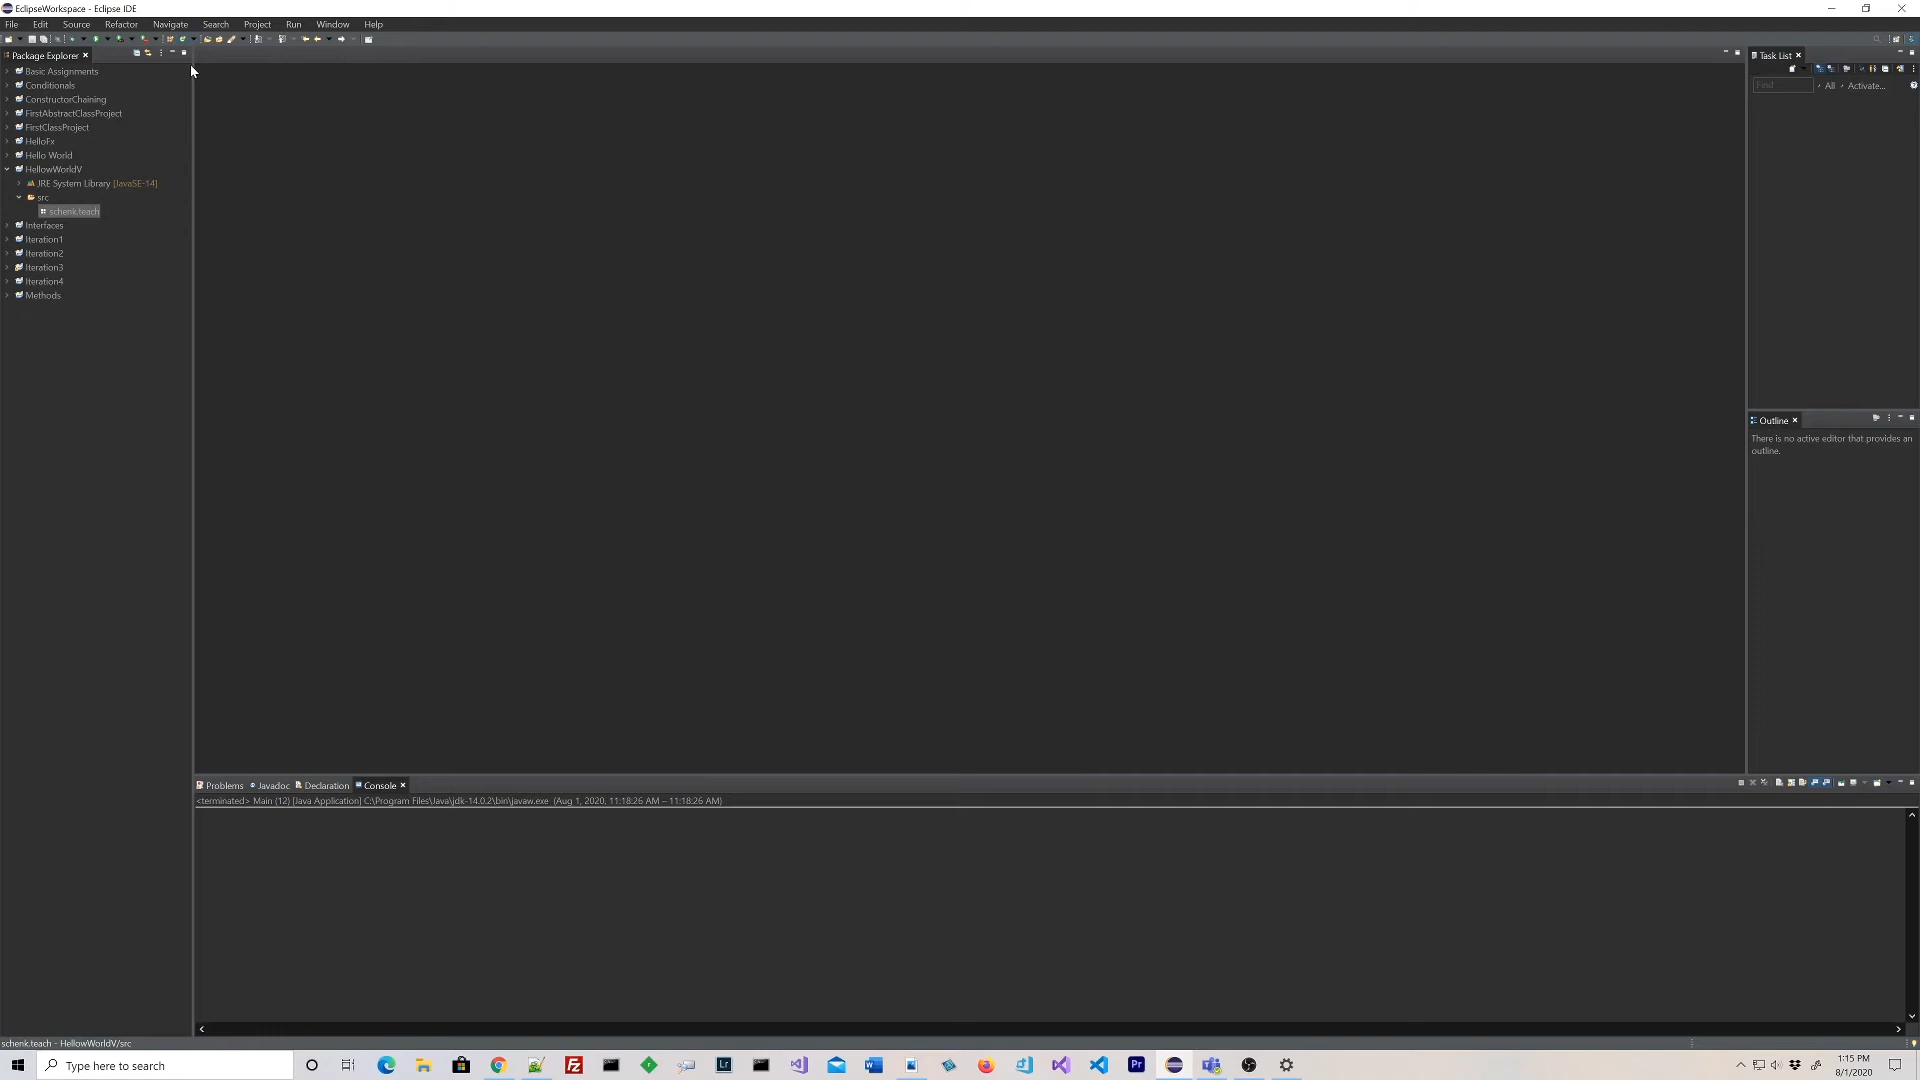 EclipseWorkspace - Eclipse IDE
File Edit Source Refactor Navigate Search Project Run Window Help
Package Explorer
Basic Assignments
Conditionals
ConstructorChaining
FirstAbstractClassProject
FirstClassProject
HelloFx
Hello World
HellowWorldV
JRE System Library [JavaSE-14]
src
schenk.teach
Interfaces
Iteration1
Iteration2
Iteration3
Iteration4
Methods
Task List
Find All Activate...
Outline
There is no active editor that provides an
outline.
Problems Javadoc Declaration Console
<terminated> Main (12) [Java Application] C:\Program Files\Java\jdk-14.0.2\bin\javaw.exe (Aug 1, 2020, 11:18:26 AM – 11:18:26 AM)
schenk.teach - HellowWorldV/src
Type here to search
Lr
W
Pr
1:15 PM
8/1/2020